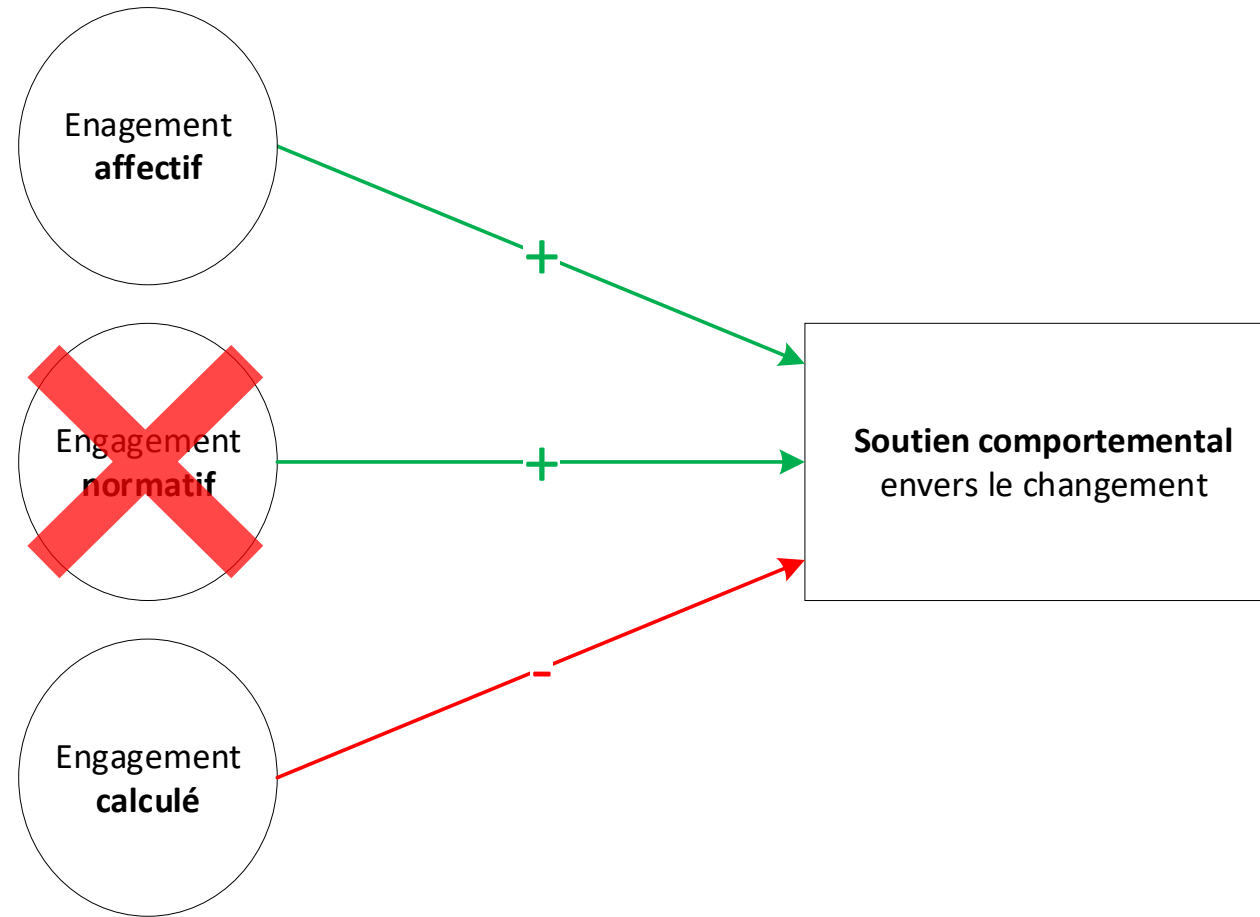 Enagement
affectif
+
Engagement
normatif
+
Soutien comportemental
envers le changement
-
Engagement
calculé